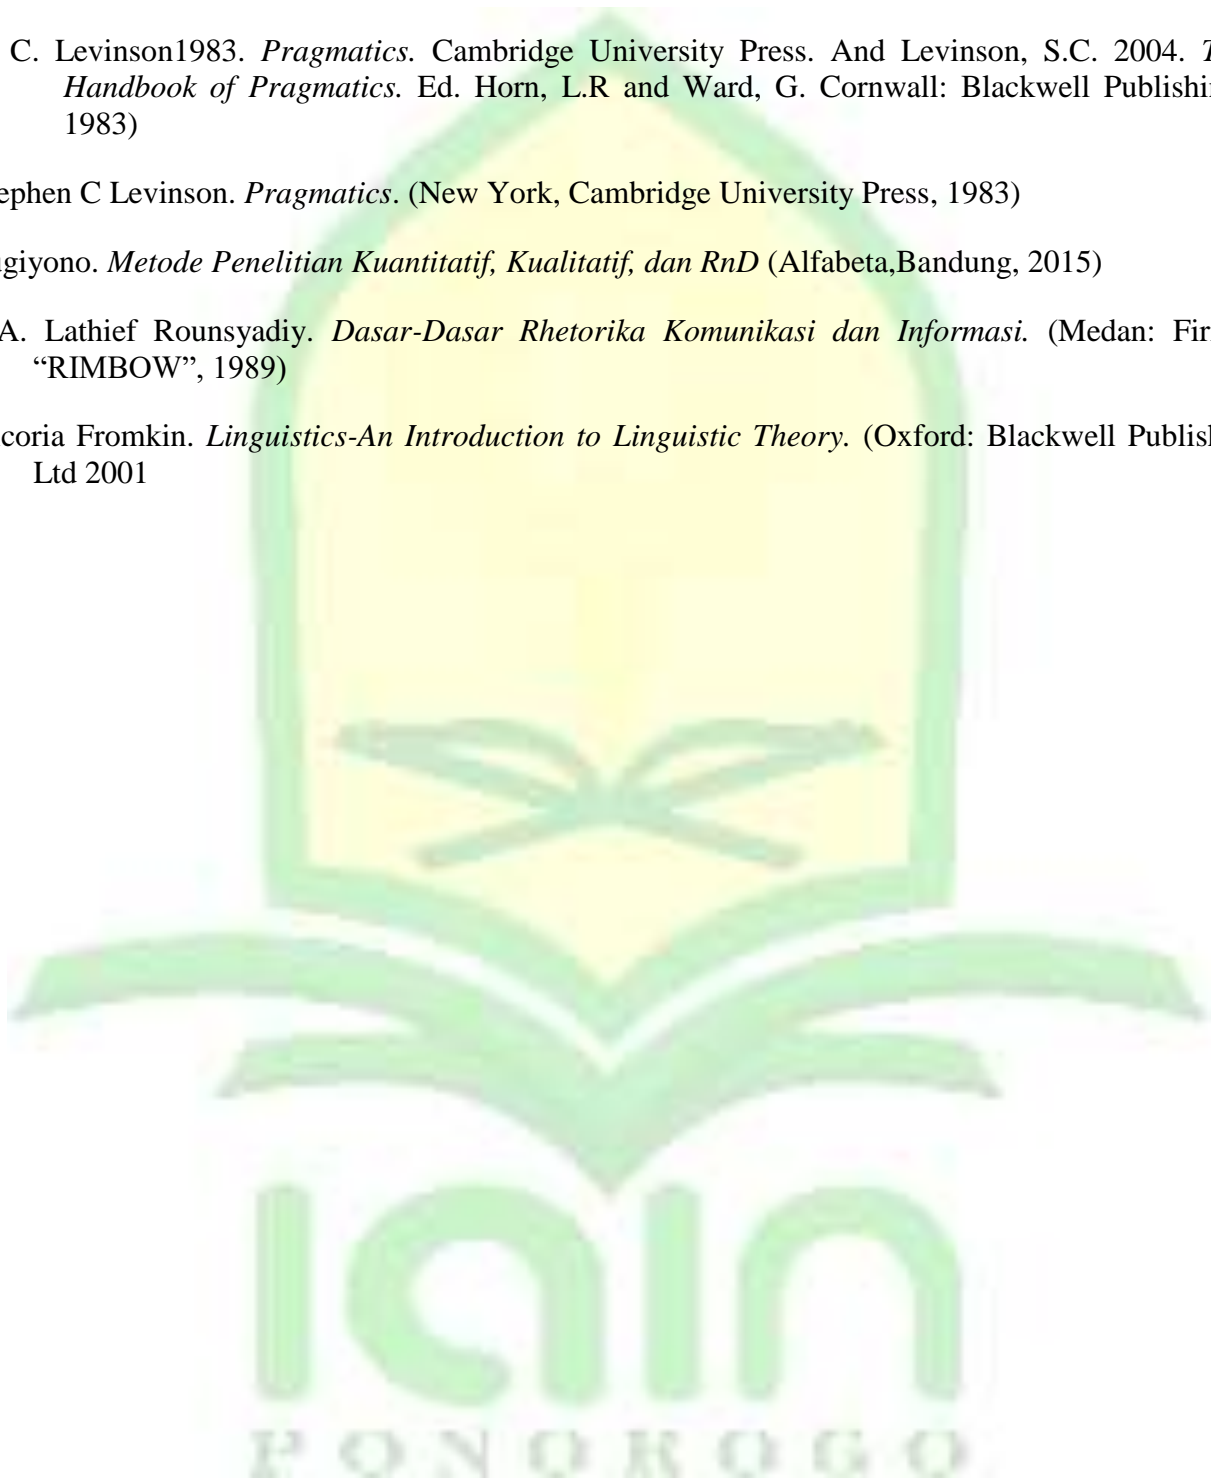 C. Levinson1983. Pragmatics. Cambridge University Press. And Levinson, S.C. 2004. T
Handbook of Pragmatics. Ed. Horn, L.R and Ward, G. Cornwall: Blackwell Publishin
1983)
ephen C Levinson. Pragmatics. (New York, Cambridge University Press, 1983)
ugiyono. Metode Penelitian Kuantitatif, Kualitatif, dan RnD (Alfabeta,Bandung, 2015)
A. Lathief Rounsyadiy. Dasar-Dasar Rhetorika Komunikasi dan Informasi. (Medan: Fir
“RIMBOW”, 1989)
coria Fromkin. Linguistics-An Introduction to Linguistic Theory. (Oxford: Blackwell Publish
Ltd 2001
iain
PONOROGO